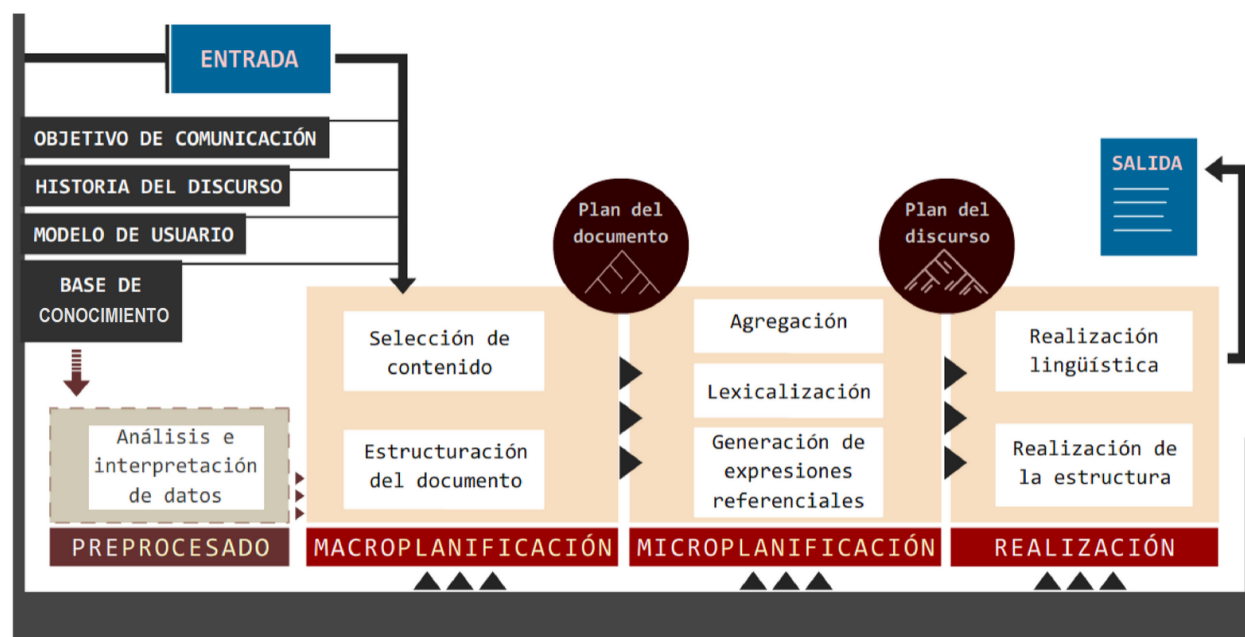 ENTRADA
OBJETIVO DE COMUNICACIÓN
HISTORIA DEL DISCURSO
MODELO DE USUARIO
BASE DE
CONOCIMIENTO
Análisis e
interpretación
de datos
PREPROCESADO
Selección de
contenido
Estructuración
del documento
MACROPLANIFICACIÓN
Plan del
documento
Agregación
Lexicalización
Generación de
expresiones
referenciales
MICROPLANIFICACIÓN
Plan del
discurso
Realización
lingüística
Realización de
la estructura
REALIZACIÓN
SALIDA